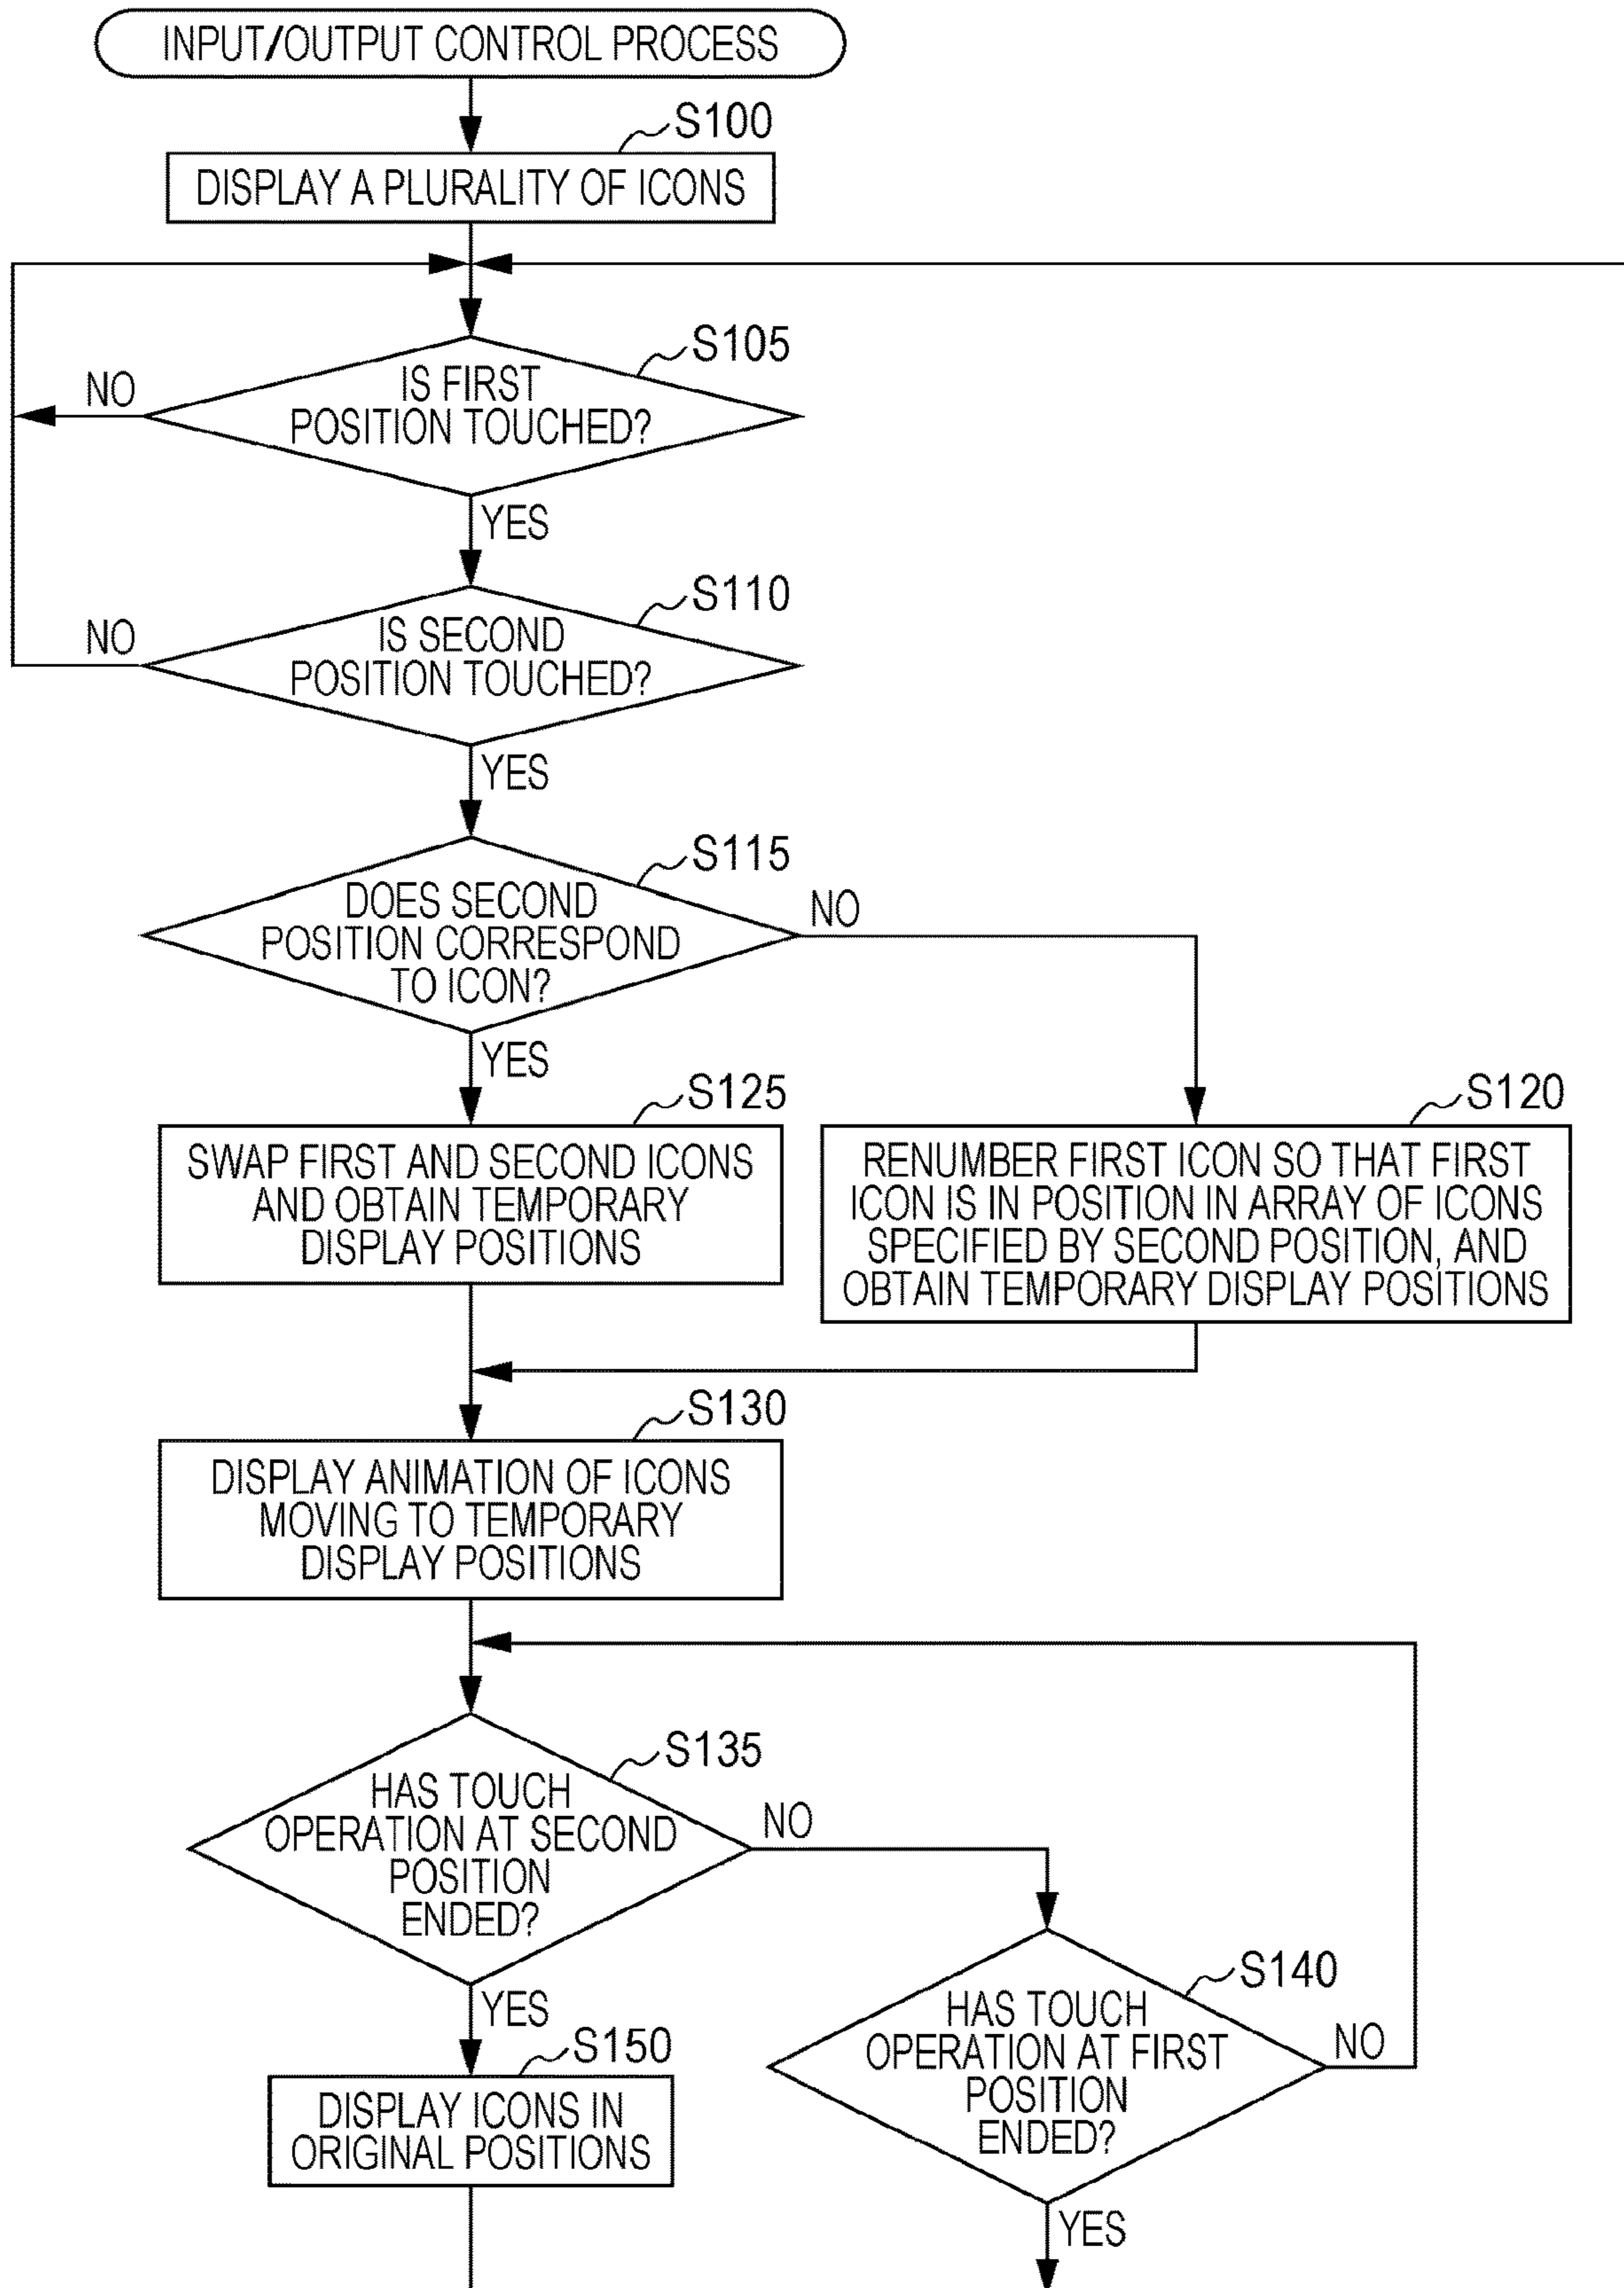 INPUT/OUTPUT CONTROL PROCESS
S100
DISPLAY A PLURALITY OF ICONS
S105
IS FIRST
POSITION TOUCHED?
NO
YES
S110
IS SECOND
POSITION TOUCHED?
NO
YES
S115
DOES SECOND
POSITION CORRESPOND
TO ICON?
NO
YES
S125
SWAP FIRST AND SECOND ICONS
AND OBTAIN TEMPORARY
DISPLAY POSITIONS
S120
RENUMBER FIRST ICON SO THAT FIRST
ICON IS IN POSITION IN ARRAY OF ICONS
SPECIFIED BY SECOND POSITION, AND
OBTAIN TEMPORARY DISPLAY POSITIONS
S130
DISPLAY ANIMATION OF ICONS
MOVING TO TEMPORARY
DISPLAY POSITIONS
S135
HAS TOUCH
OPERATION AT SECOND
POSITION
ENDED?
NO
YES
S140
HAS TOUCH
OPERATION AT FIRST
POSITION
ENDED?
NO
YES
S150
DISPLAY ICONS IN
ORIGINAL POSITIONS